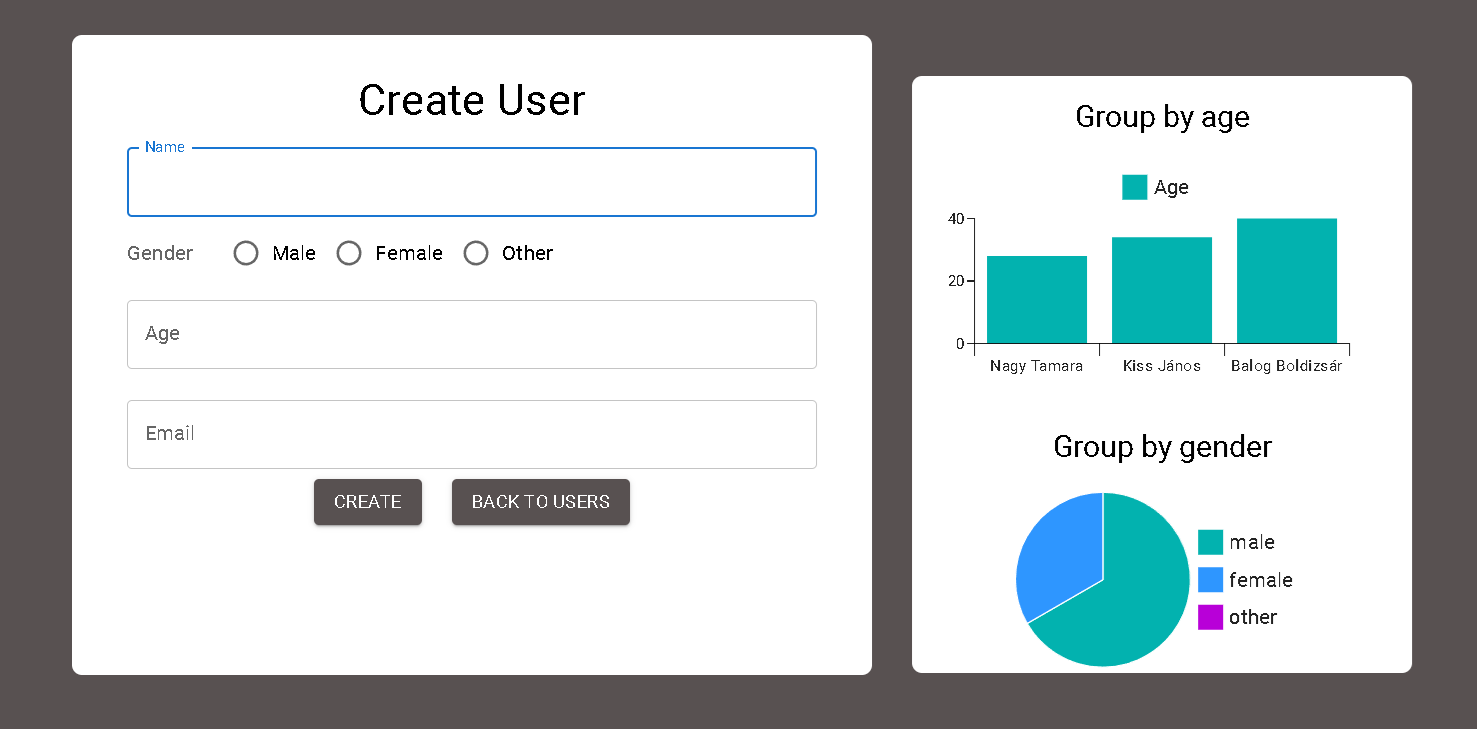 Create User
Name
Gender Male Female Other
Age
Email
CREATE BACK TO USERS
Group by age
Age
40
20
0
Nagy Tamara Kiss János Balog Boldizsár
Group by gender
male
female
other